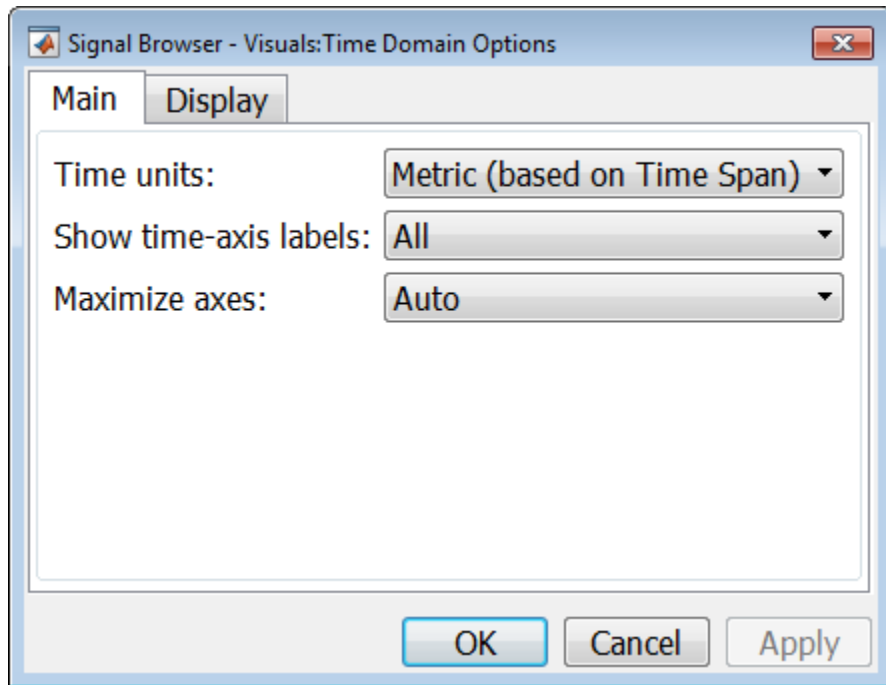 Signal Browser - Visuals:Time Domain Options
Main Display
Time units: Metric (based on Time Span)
Show time-axis labels: All
Maximize axes: Auto
OK Cancel Apply